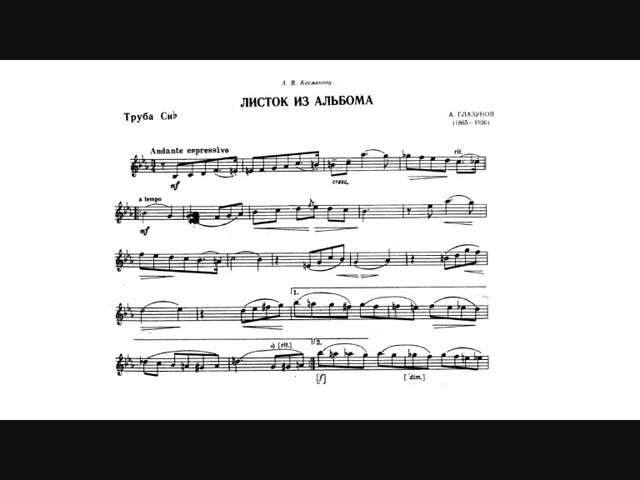 А. В. Космакову.
ЛИСТОК ИЗ АЛЬБОМА
Труба Си♭
А. ГЛАЗУНОВ
(1865—1936)
Andante espressivo
rit.
mf
cresc.
a tempo
mf
1.
[rit.]
2.
[f]
[dim.]